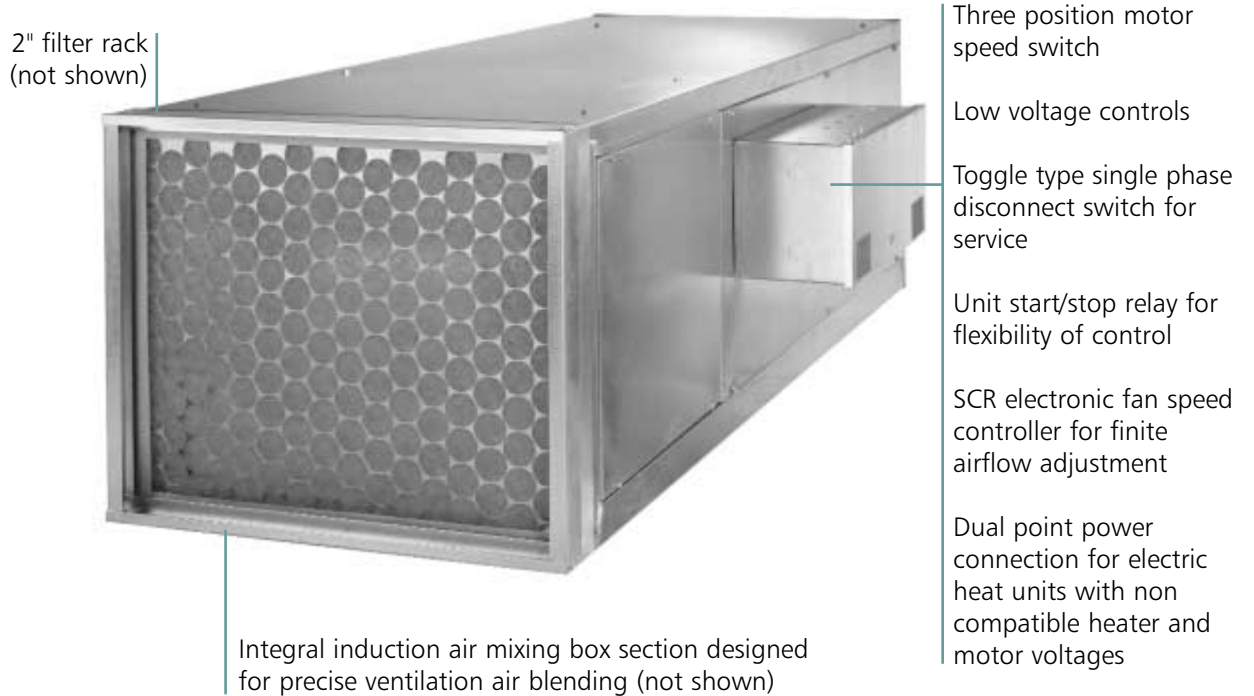 2" filter rack
(not shown)
Three position motor
speed switch
Low voltage controls
Toggle type single phase
disconnect switch for
service
Unit start/stop relay for
flexibility of control
SCR electronic fan speed
controller for finite
airflow adjustment
Dual point power
connection for electric
heat units with non
compatible heater and
motor voltages
Integral induction air mixing box section designed
for precise ventilation air blending (not shown)